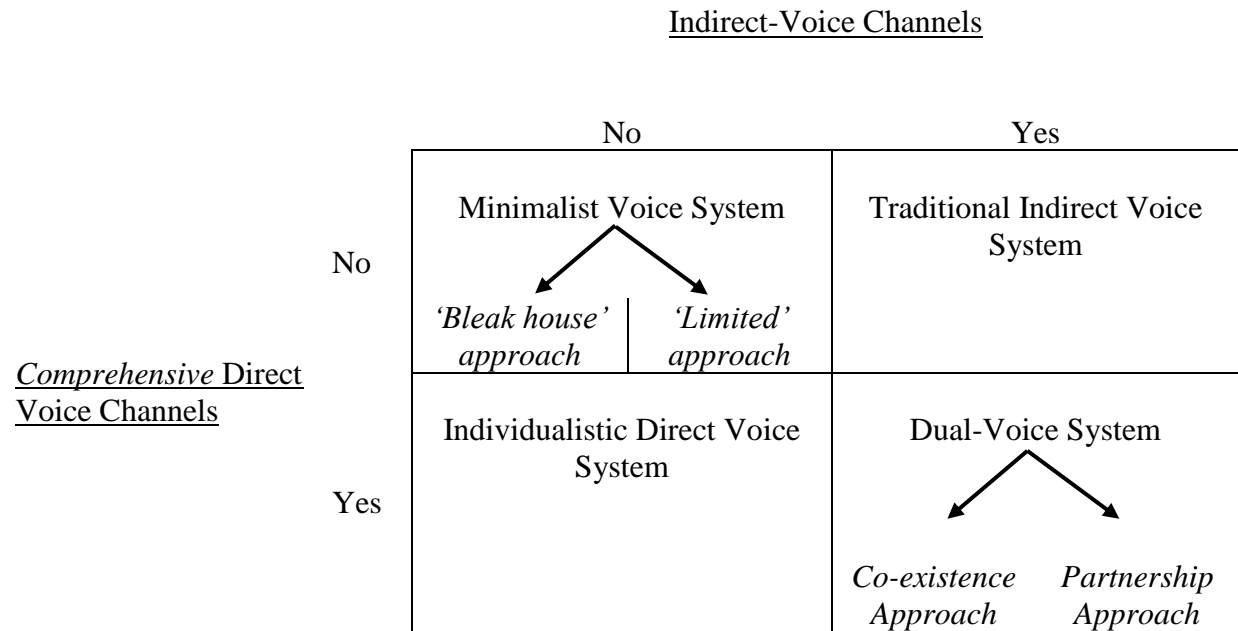 Indirect-Voice Channels
No
Yes
Minimalist Voice System
Traditional Indirect Voice
System
No
‘Bleak house’
approach
‘Limited’
approach
Comprehensive Direct
Voice Channels
Individualistic Direct Voice
System
Dual-Voice System
Yes
Co-existence
Approach
Partnership
Approach